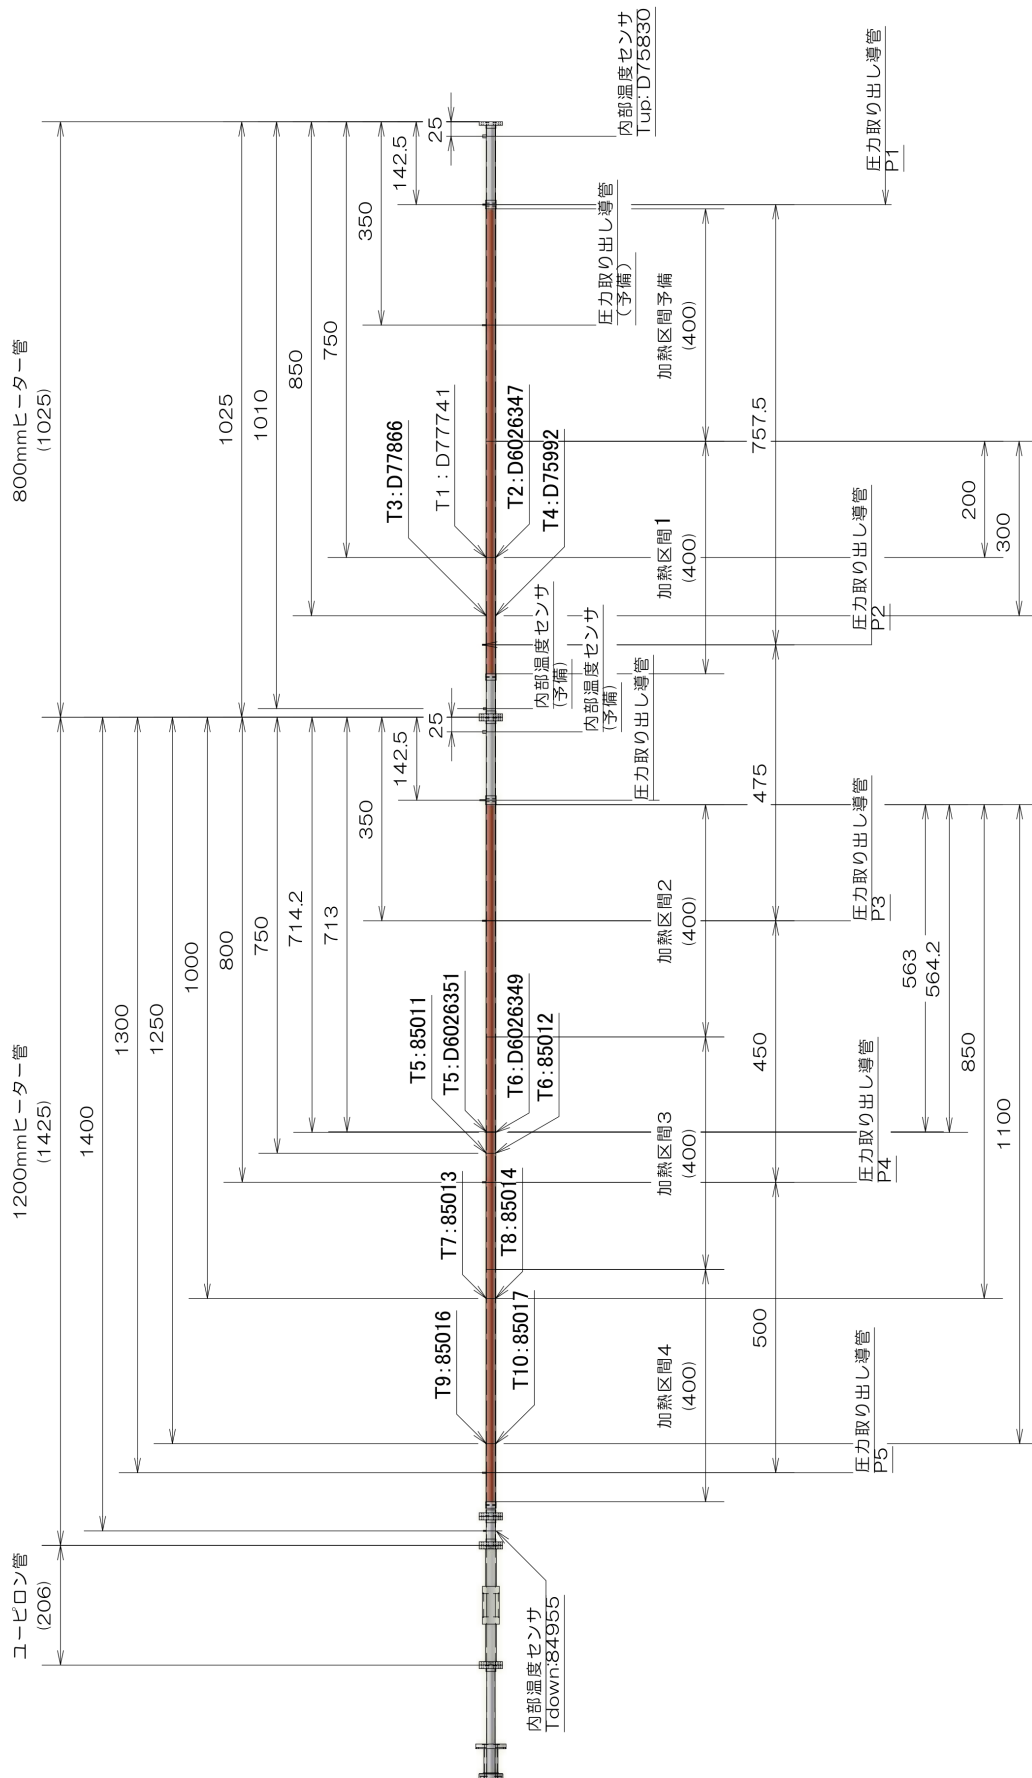 ユーピロン管
(206)
1200mmヒーター管
(1425)
800mmヒーター管
(1025)
1400
1300
1250
1000
800
750
714.2
713
350
142.5
25
1025
1010
850
750
350
142.5
25
T9:85016
T7:85013
T5:85011
T5:D6026351
T3:D77866
T1:D77741
T10:85017
T8:85014
T6:D6026349
T6:85012
T2:D6026347
T4:D75992
内部温度センサ
Tdown:84955
圧力取り出し導管
内部温度センサ
(予備)
内部温度センサ
(予備)
圧力取り出し導管
(予備)
内部温度センサ
Tup:D75830
加熱区間4
(400)
加熱区間3
(400)
加熱区間2
(400)
加熱区間1
(400)
加熱区間予備
(400)
500
450
475
757.5
圧力取り出し導管
P5
圧力取り出し導管
P4
圧力取り出し導管
P3
圧力取り出し導管
P2
圧力取り出し導管
P1
563
564.2
850
1100
200
300